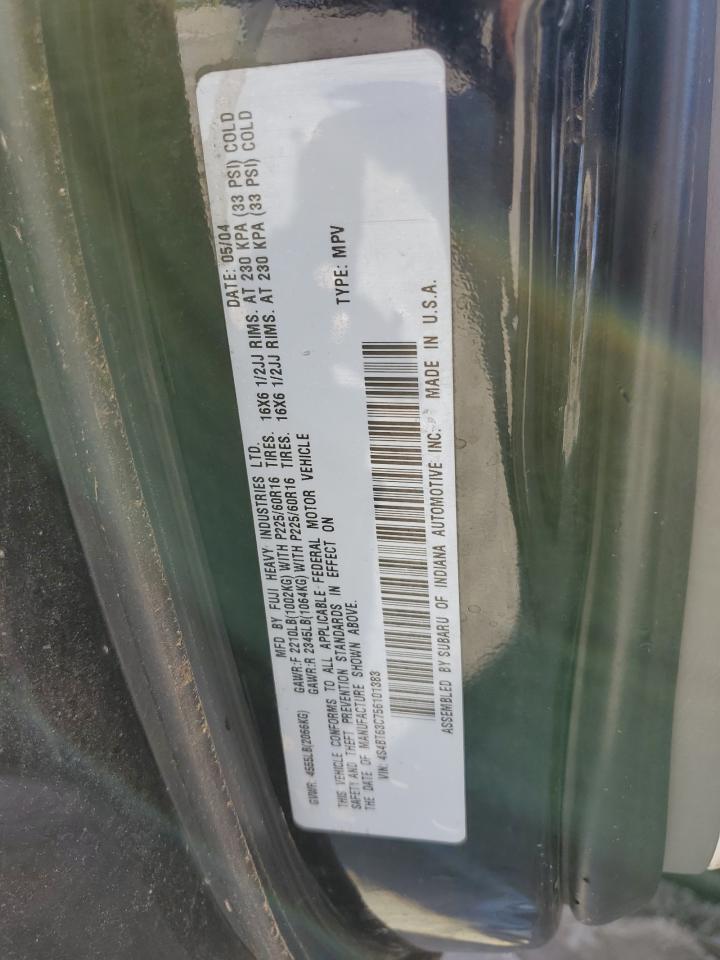 MFD BY FUJI HEAVY INDUSTRIES LTD. DATE: 05/04
GAWR:F 2210LB(1002KG) WITH P225/60R16 TIRES. 16X6 1/2JJ RIMS. AT 230 KPA (33 PSI) COLD
GVWR: 4555LB(2066KG) GAWR:R 2345LB(1064KG) WITH P225/60R16 TIRES. 16X6 1/2JJ RIMS. AT 230 KPA (33 PSI) COLD
THIS VEHICLE CONFORMS TO ALL APPLICABLE FEDERAL MOTOR VEHICLE
SAFETY AND THEFT PREVENTION STANDARDS IN EFFECT ON
THE DATE OF MANUFACTURE SHOWN ABOVE.
VIN: 4S4BT63C756101383 TYPE: MPV
ASSEMBLED BY SUBARU OF INDIANA AUTOMOTIVE INC. MADE IN U.S.A.